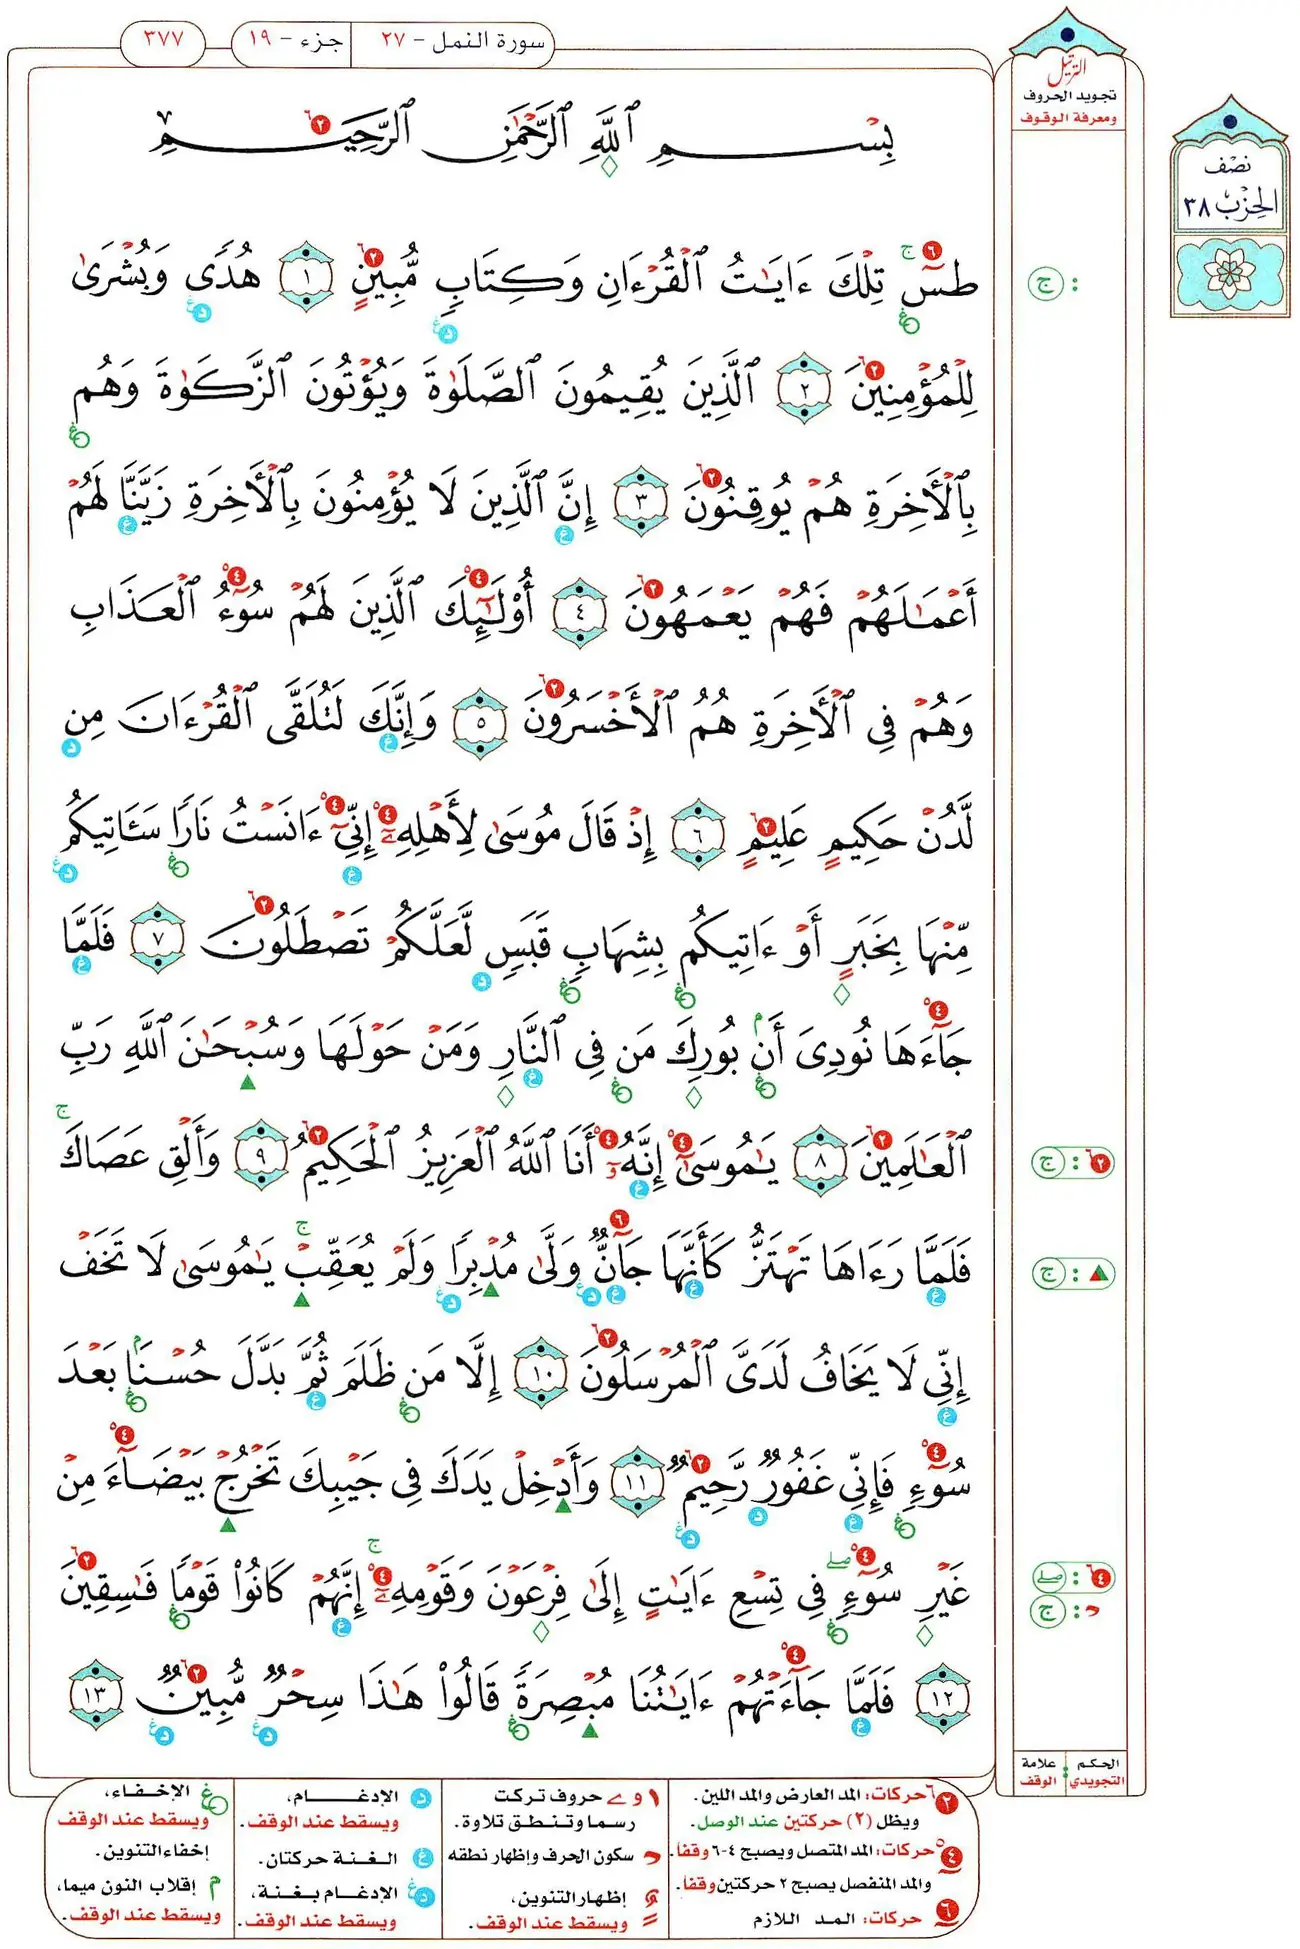 سورة النمل - ٢٧
جزء - ١٩
٣٧٧
الترتيل
تجويد الحروف
ومعرفة الوقوف
نصف
الحزب ٣٨
بِسْمِ ٱللَّهِ ٱلرَّحْمَٰنِ ٱلرَّحِيمِ
طسٓ ۚ تِلْكَ ءَايَٰتُ ٱلْقُرْءَانِ وَكِتَابٍ مُّبِينٍ ١ هُدًى وَبُشْرَىٰ
لِلْمُؤْمِنِينَ ٢ ٱلَّذِينَ يُقِيمُونَ ٱلصَّلَوٰةَ وَيُؤْتُونَ ٱلزَّكَوٰةَ وَهُم
بِٱلْأَخِرَةِ هُمْ يُوقِنُونَ ٣ إِنَّ ٱلَّذِينَ لَا يُؤْمِنُونَ بِٱلْأَخِرَةِ زَيَّنَّا لَهُمْ
أَعْمَٰلَهُمْ فَهُمْ يَعْمَهُونَ ٤ أُو۟لَٰٓئِكَ ٱلَّذِينَ لَهُمْ سُوٓءُ ٱلْعَذَابِ
وَهُمْ فِى ٱلْأَخِرَةِ هُمُ ٱلْأَخْسَرُونَ ٥ وَإِنَّكَ لَتُلَقَّى ٱلْقُرْءَانَ مِن
لَّدُنْ حَكِيمٍ عَلِيمٍ ٦ إِذْ قَالَ مُوسَىٰ لِأَهْلِهِۦٓ إِنِّىٓ ءَانَسْتُ نَارًا سَـَٔاتِيكُم
مِّنْهَا بِخَبَرٍ أَوْ ءَاتِيكُم بِشِهَابٍ قَبَسٍ لَّعَلَّكُمْ تَصْطَلُونَ ٧ فَلَمَّا
جَآءَهَا نُودِىَ أَنۢ بُورِكَ مَن فِى ٱلنَّارِ وَمَنْ حَوْلَهَا وَسُبْحَٰنَ ٱللَّهِ رَبِّ
ٱلْعَٰلَمِينَ ٨ يَٰمُوسَىٰٓ إِنَّهُۥٓ أَنَا ٱللَّهُ ٱلْعَزِيزُ ٱلْحَكِيمُ ٩ وَأَلْقِ عَصَاكَ ۚ
فَلَمَّا رَءَاهَا تَهْتَزُّ كَأَنَّهَا جَآنٌّ وَلَّىٰ مُدْبِرًا وَلَمْ يُعَقِّبْ ۚ يَٰمُوسَىٰ لَا تَخَفْ
إِنِّى لَا يَخَافُ لَدَىَّ ٱلْمُرْسَلُونَ ١٠ إِلَّا مَن ظَلَمَ ثُمَّ بَدَّلَ حُسْنًۢا بَعْدَ
سُوٓءٍ فَإِنِّى غَفُورٌ رَّحِيمٌ ١١ وَأَدْخِلْ يَدَكَ فِى جَيْبِكَ تَخْرُجْ بَيْضَآءَ مِنْ
غَيْرِ سُوٓءٍ ۖ فِى تِسْعِ ءَايَٰتٍ إِلَىٰ فِرْعَوْنَ وَقَوْمِهِۦٓ ۚ إِنَّهُمْ كَانُوا۟ قَوْمًا فَٰسِقِينَ
١٢ فَلَمَّا جَآءَتْهُمْ ءَايَٰتُنَا مُبْصِرَةً قَالُوا۟ هَٰذَا سِحْرٌ مُّبِينٌ ١٣
الحكم التجويدي : علامة الوقف
٢ ٦ حركات: المد العارض والمد اللين.
ويظل (٢) حركتين عند الوصل.
٤ ٥ حركات: المد المتصل ويصبح ٤-٦ وقفاً.
والمد المنفصل يصبح ٢ حركتين وقفاً.
٦ حركات: المد اللازم
ا و ے حروف تركت
رسما وتنطق تلاوة.
سكون الحرف وإظهار نطقه
إظهار التنوين،
ويسقط عند الوقف.
د الإدغام،
ويسقط عند الوقف.
غ الغنة حركتان.
دغ الإدغام بغنة،
ويسقط عند الوقف.
الإخفاء،
ويسقط عند الوقف
إخفاء التنوين.
م إقلاب النون ميما،
ويسقط عند الوقف.